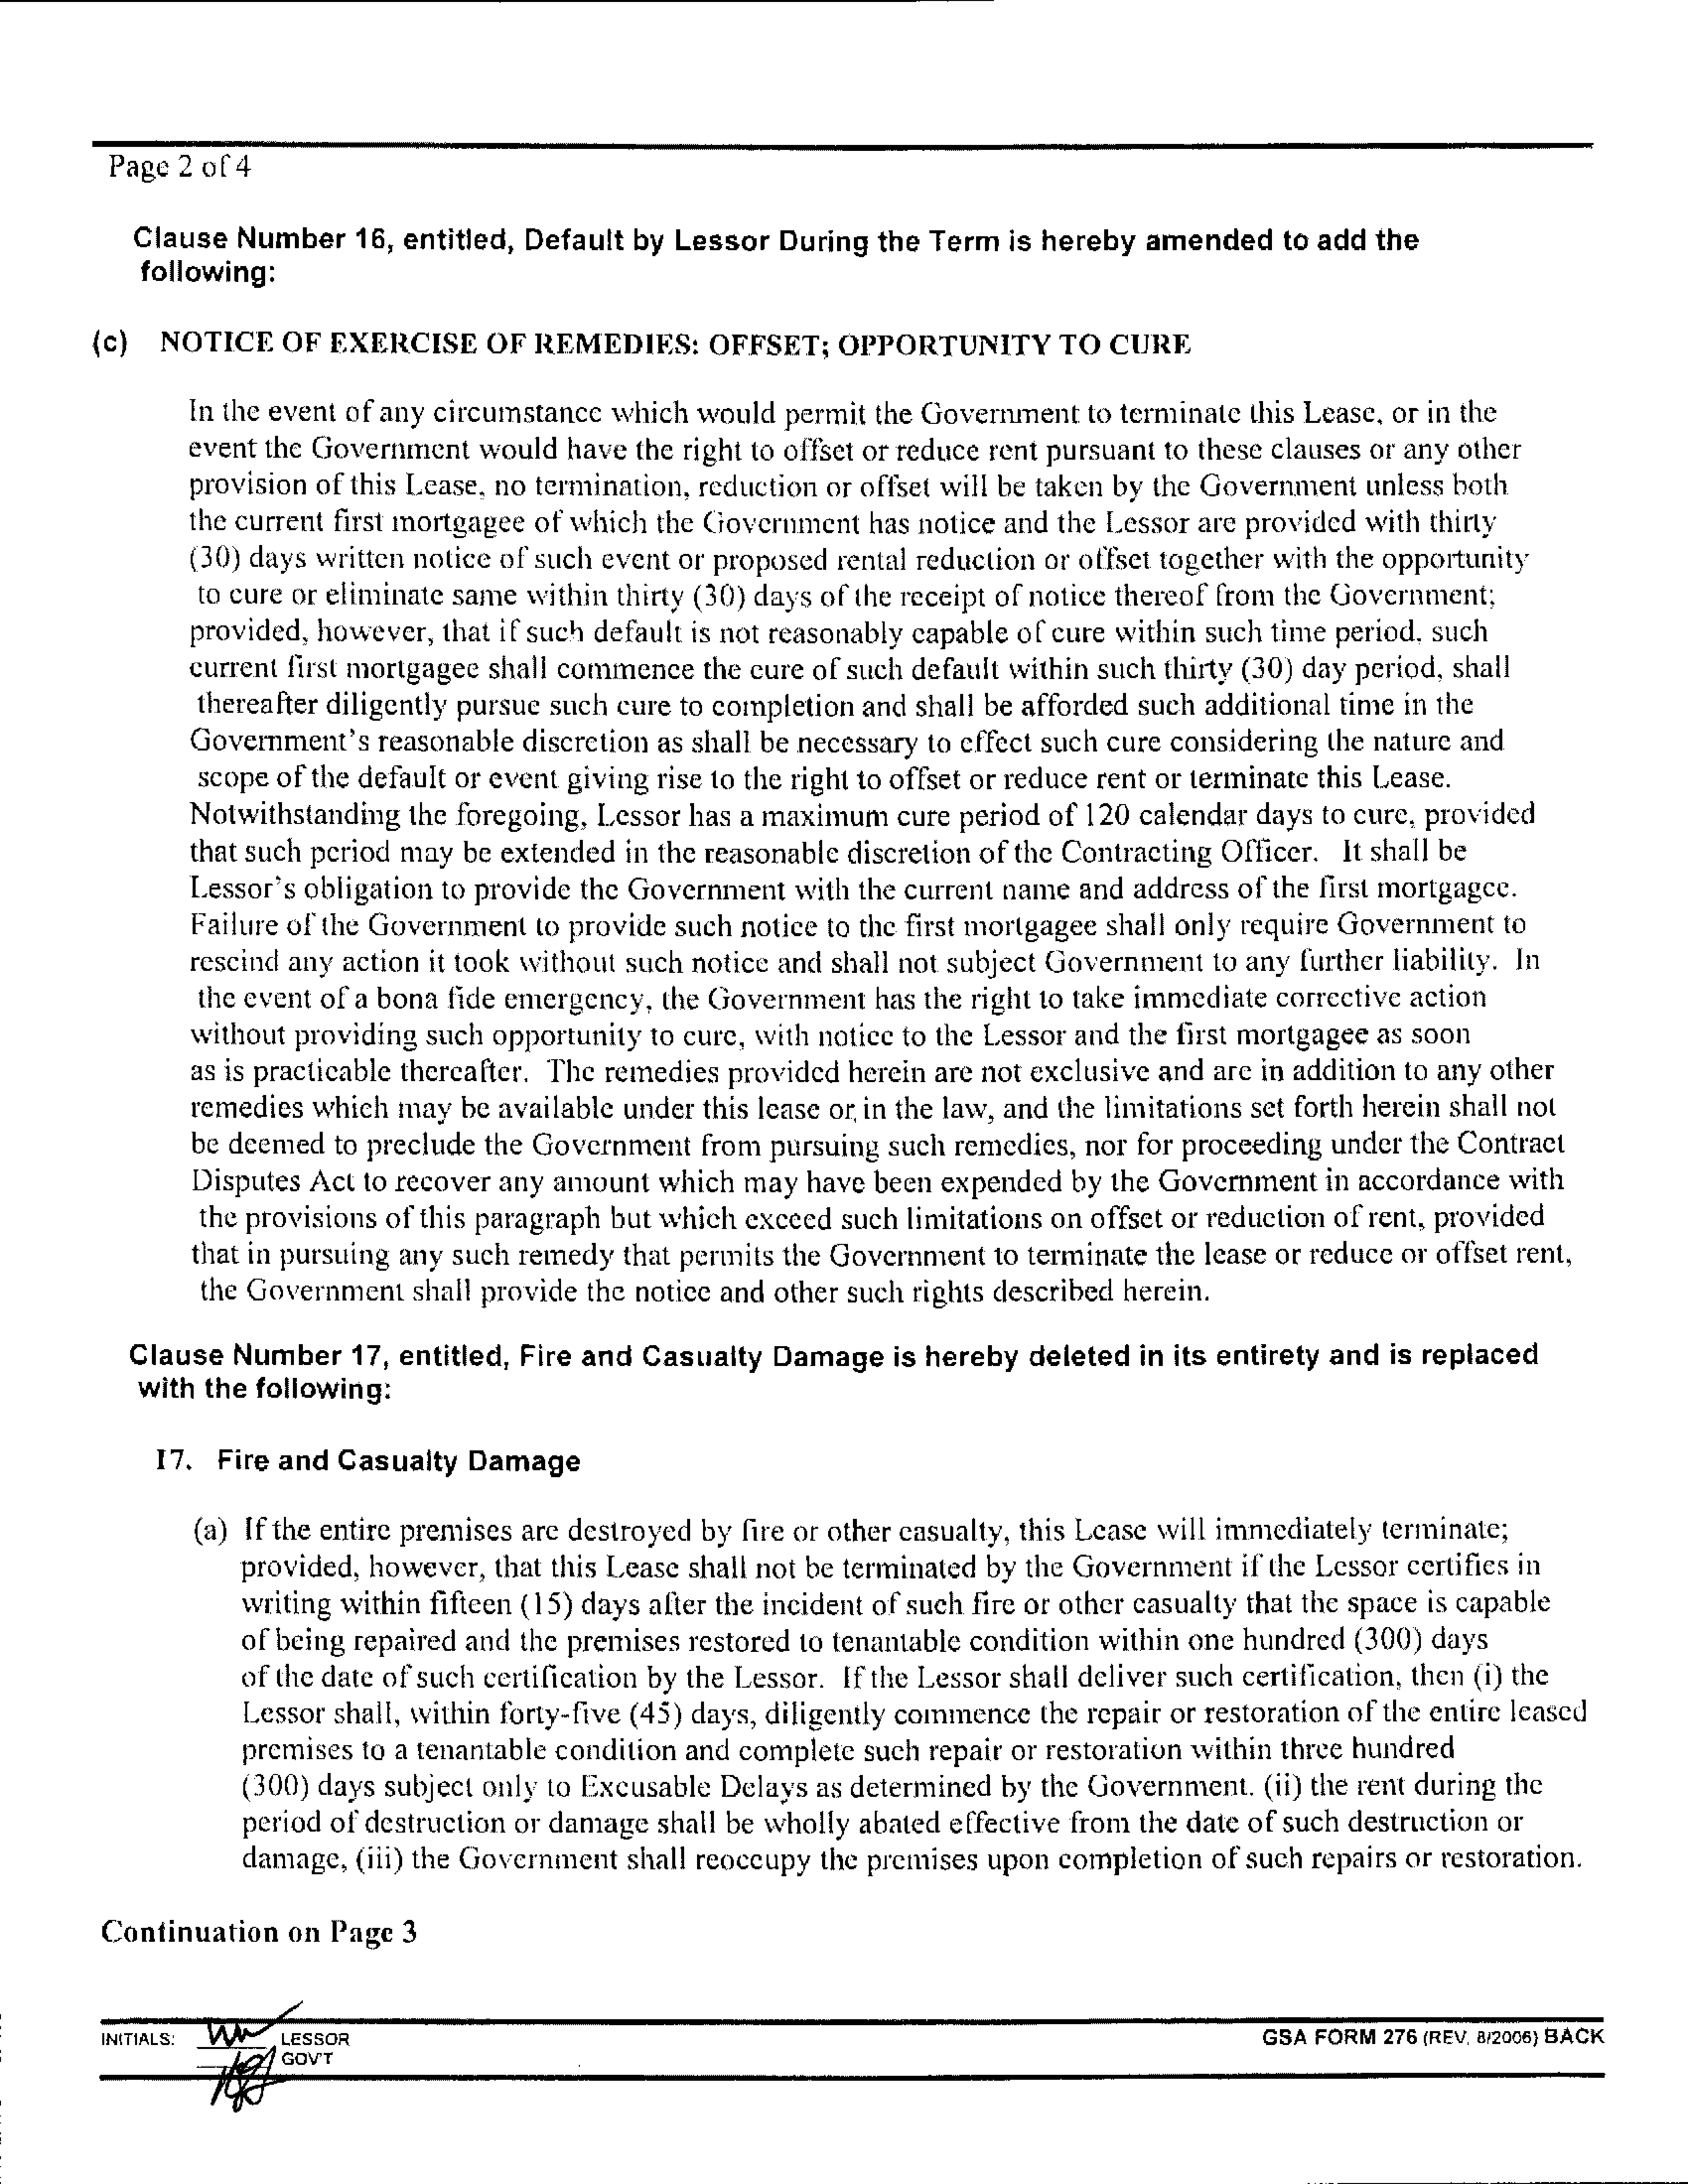 Page 2 of 4
Clause Number 16, entitled, Default by Lessor During the Term is hereby amended to add the
following:
(c) NOTICE OF EXERCISE OF REMEDIES: OFFSET; OPPORTUNITY TO CURE
In the event of any circumstance which would permit the Government to terminate this Lease, or in the
event the Government would have the right to offset or reduce rent pursuant to these clauses or any other
provision of this Lease, no termination, reduction or offset will be taken by the Government unless both
the current first mortgagee of which the Government has notice and the Lessor are provided with thirty
(30) days written notice of such event or proposed rental reduction or offset together with the opportunity
to cure or eliminate same within thirty (30) days of the receipt of notice thereof from the Government;
provided, however, that if such default is not reasonably capable of cure within such time period, such
current first mortgagee shall commence the cure of such default within such thirty (30) day period, shall
thereafter diligently pursue such cure to completion and shall be afforded such additional time in the
Government's reasonable discretion as shall be necessary to effect such cure considering the nature and
scope of the default or event giving rise to the right to offset or reduce rent or terminate this Lease.
Notwithstanding the foregoing, Lessor has a maximum cure period of 120 calendar days to cure, provided
that such period may be extended in the reasonable discretion of the Contracting Officer. It shall be
Lessor's obligation to provide the Government with the current name and address of the first mortgagee.
Failure of the Government to provide such notice to the first mortgagee shall only require Government to
rescind any action it took without such notice and shall not subject Government to any further liability. In
the event of a bona fide emergency, the Government has the right to take immediate corrective action
without providing such opportunity to cure, with notice to the Lessor and the first mortgagee as soon
as is practicable thereafter. The remedies provided herein are not exclusive and are in addition to any other
remedies which may be available under this lease or in the law, and the limitations set forth herein shall not
be deemed to preclude the Government from pursuing such remedies, nor for proceeding under the Contract
Disputes Act to recover any amount which may have been expended by the Government in accordance with
the provisions of this paragraph but which exceed such limitations on offset or reduction of rent, provided
that in pursuing any such remedy that permits the Government to terminate the lease or reduce or offset rent,
the Government shall provide the notice and other such rights described herein.
Clause Number 17, entitled, Fire and Casualty Damage is hereby deleted in its entirety and is replaced
with the following:
17. Fire and Casualty Damage
(a) If the entire premises are destroyed by fire or other casualty, this Lease will immediately terminate;
provided, however, that this Lease shall not be terminated by the Government if the Lessor certifies in
writing within fifteen (15) days after the incident of such fire or other casualty that the space is capable
of being repaired and the premises restored to tenantable condition within one hundred (300) days
of the date of such certification by the Lessor. If the Lessor shall deliver such certification, then (i) the
Lessor shall, within forty-five (45) days, diligently commence the repair or restoration of the entire leased
premises to a tenantable condition and complete such repair or restoration within three hundred
(300) days subject only to Excusable Delays as determined by the Government. (ii) the rent during the
period of destruction or damage shall be wholly abated effective from the date of such destruction or
damage, (iii) the Government shall reoccupy the premises upon completion of such repairs or restoration.
Continuation on Page 3
INITIALS: LESSOR
GOV'T
GSA FORM 276 (REV. 8/2006) BACK